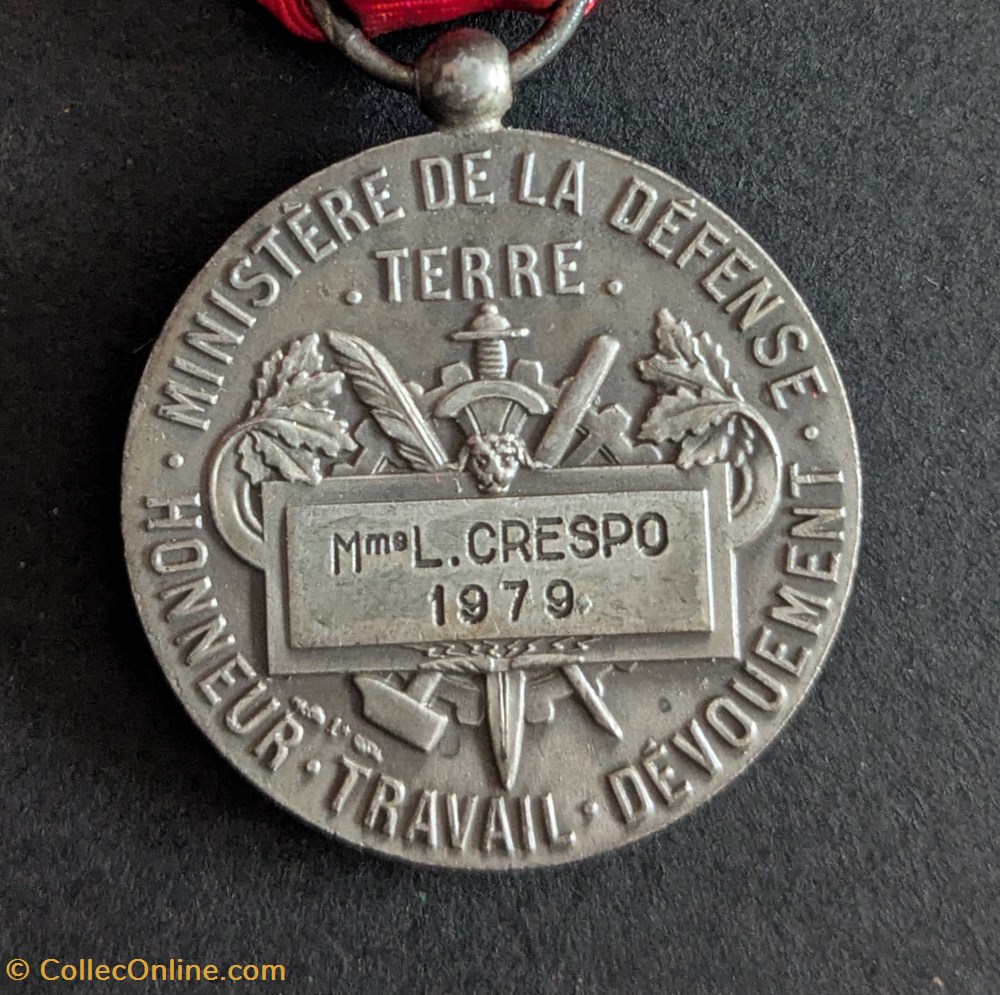 · MINISTÈRE DE LA DÉFENSE ·
. TERRE .
Mme L. CRESPO
1979
HONNEUR · TRAVAIL · DÉVOUEMENT
© CollecOnline.com